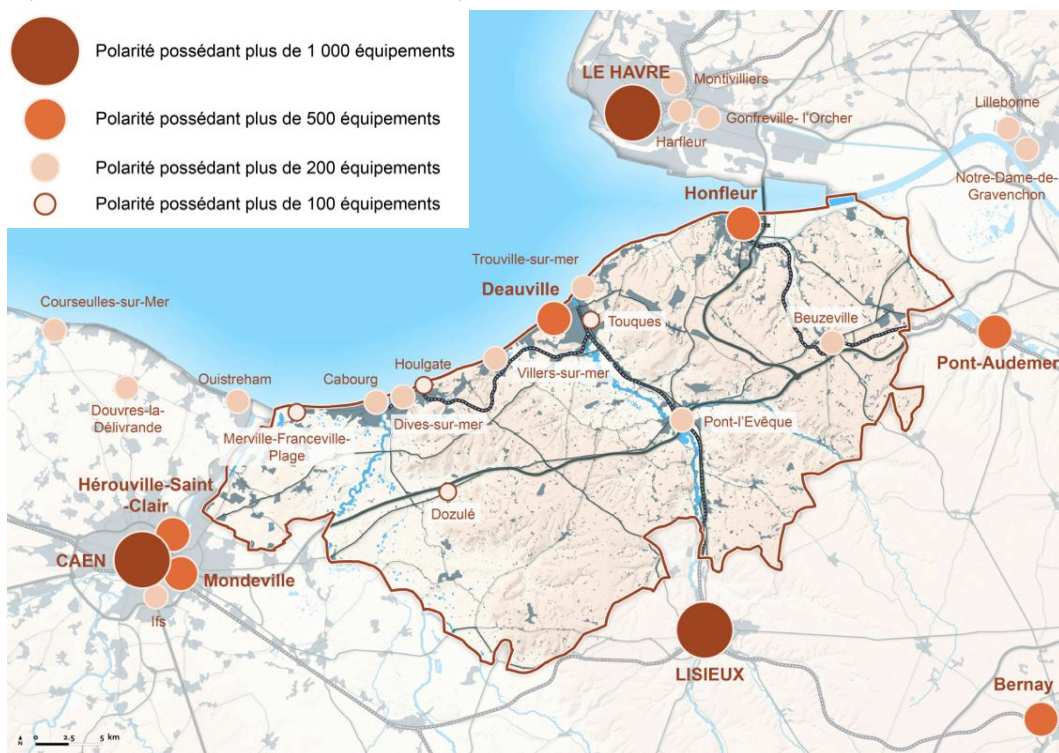 Polarité possédant plus de 1 000 équipements
Polarité possédant plus de 500 équipements
Polarité possédant plus de 200 équipements
Polarité possédant plus de 100 équipements
LE HAVRE
Montivilliers
Gonfreville- l'Orcher
Harfleur
Lillebonne
Notre-Dame-de-
Gravenchon
Honfleur
Trouville-sur-mer
Deauville
Touques
Beuzeville
Pont-Audemer
Courseulles-sur-Mer
Houlgate
Villers-sur-mer
Ouistreham
Cabourg
Douvres-la-
Délivrande
Dives-sur-mer
Pont-l'Evêque
Merville-Franceville-
Plage
Hérouville-Saint
-Clair
Dozulé
CAEN
Mondeville
Ifs
LISIEUX
Bernay
N
0 2.5 5 km